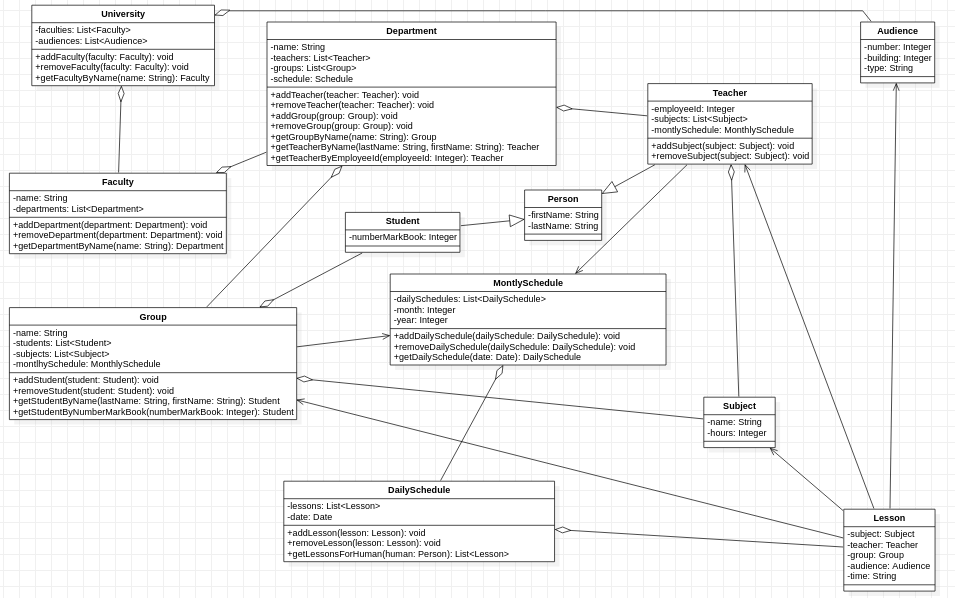 University
-faculties: List<Faculty>
-audiences: List<Audience>
+addFaculty(faculty: Faculty): void
+removeFaculty(faculty: Faculty): void
+getFacultyByName(name: String): Faculty
Department
-name: String
-teachers: List<Teacher>
-groups: List<Group>
-schedule: Schedule
+addTeacher(teacher: Teacher): void
+removeTeacher(teacher: Teacher): void
+addGroup(group: Group): void
+removeGroup(group: Group): void
+getGroupByName(name: String): Group
+getTeacherByName(lastName: String, firstName: String): Teacher
+getTeacherByEmployeeId(employeeId: Integer): Teacher
Audience
-number: Integer
-building: Integer
-type: String
Teacher
-employeeId: Integer
-subjects: List<Subject>
-montlySchedule: MonthlySchedule
+addSubject(subject: Subject): void
+removeSubject(subject: Subject): void
Faculty
-name: String
-departments: List<Department>
+addDepartment(department: Department): void
+removeDepartment(department: Department): void
+getDepartmentByName(name: String): Department
Student
-numberMarkBook: Integer
Person
-firstName: String
-lastName: String
MontlySchedule
-dailySchedules: List<DailySchedule>
-month: Integer
-year: Integer
+addDailySchedule(dailySchedule: DailySchedule): void
+removeDailySchedule(dailySchedule: DailySchedule): void
+getDailySchedule(date: Date): DailySchedule
Group
-name: String
-students: List<Student>
-subjects: List<Subject>
-montlhySchedule: MonthlySchedule
+addStudent(student: Student): void
+removeStudent(student: Student): void
+getStudentByName(lastName: String, firstName: String): Student
+getStudentByNumberMarkBook(numberMarkBook: Integer): Student
Subject
-name: String
-hours: Integer
DailySchedule
-lessons: List<Lesson>
-date: Date
+addLesson(lesson: Lesson): void
+removeLesson(lesson: Lesson): void
+getLessonsForHuman(human: Person): List<Lesson>
Lesson
-subject: Subject
-teacher: Teacher
-group: Group
-audience: Audience
-time: String